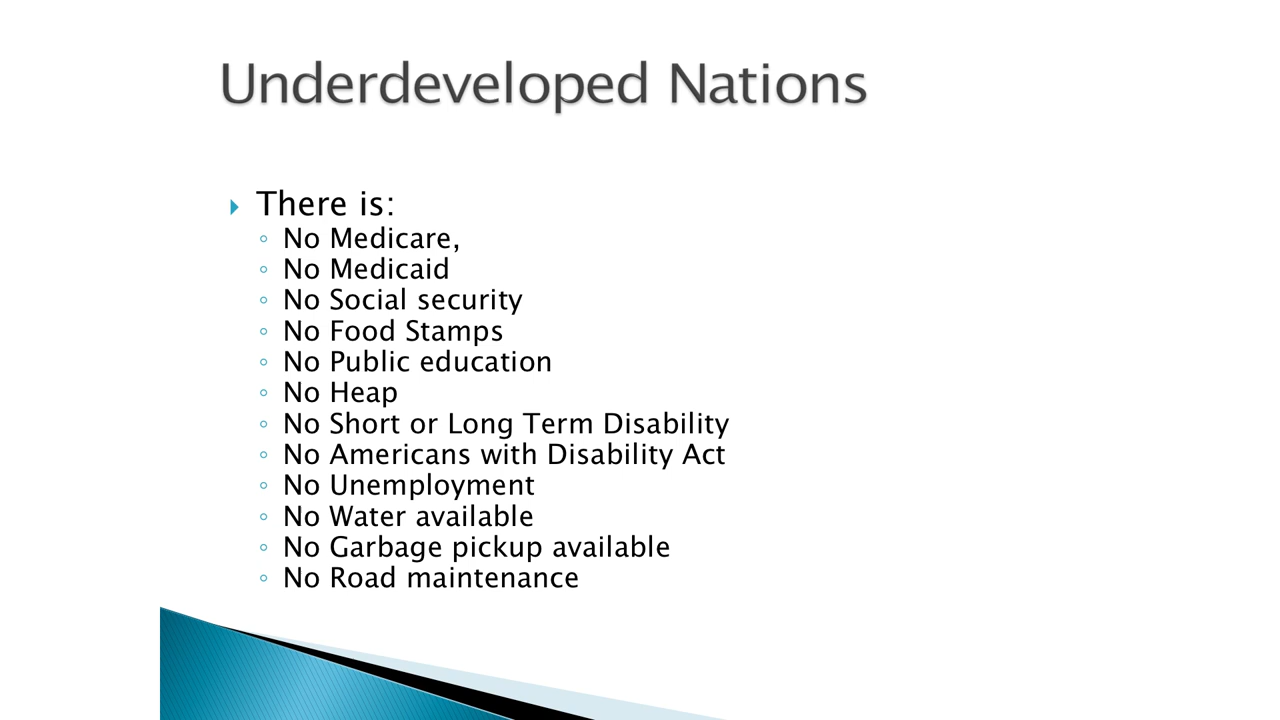 Underdeveloped Nations
There is:
No Medicare,
No Medicaid
No Social security
No Food Stamps
No Public education
No Heap
No Short or Long Term Disability
No Americans with Disability Act
No Unemployment
No Water available
No Garbage pickup available
No Road maintenance